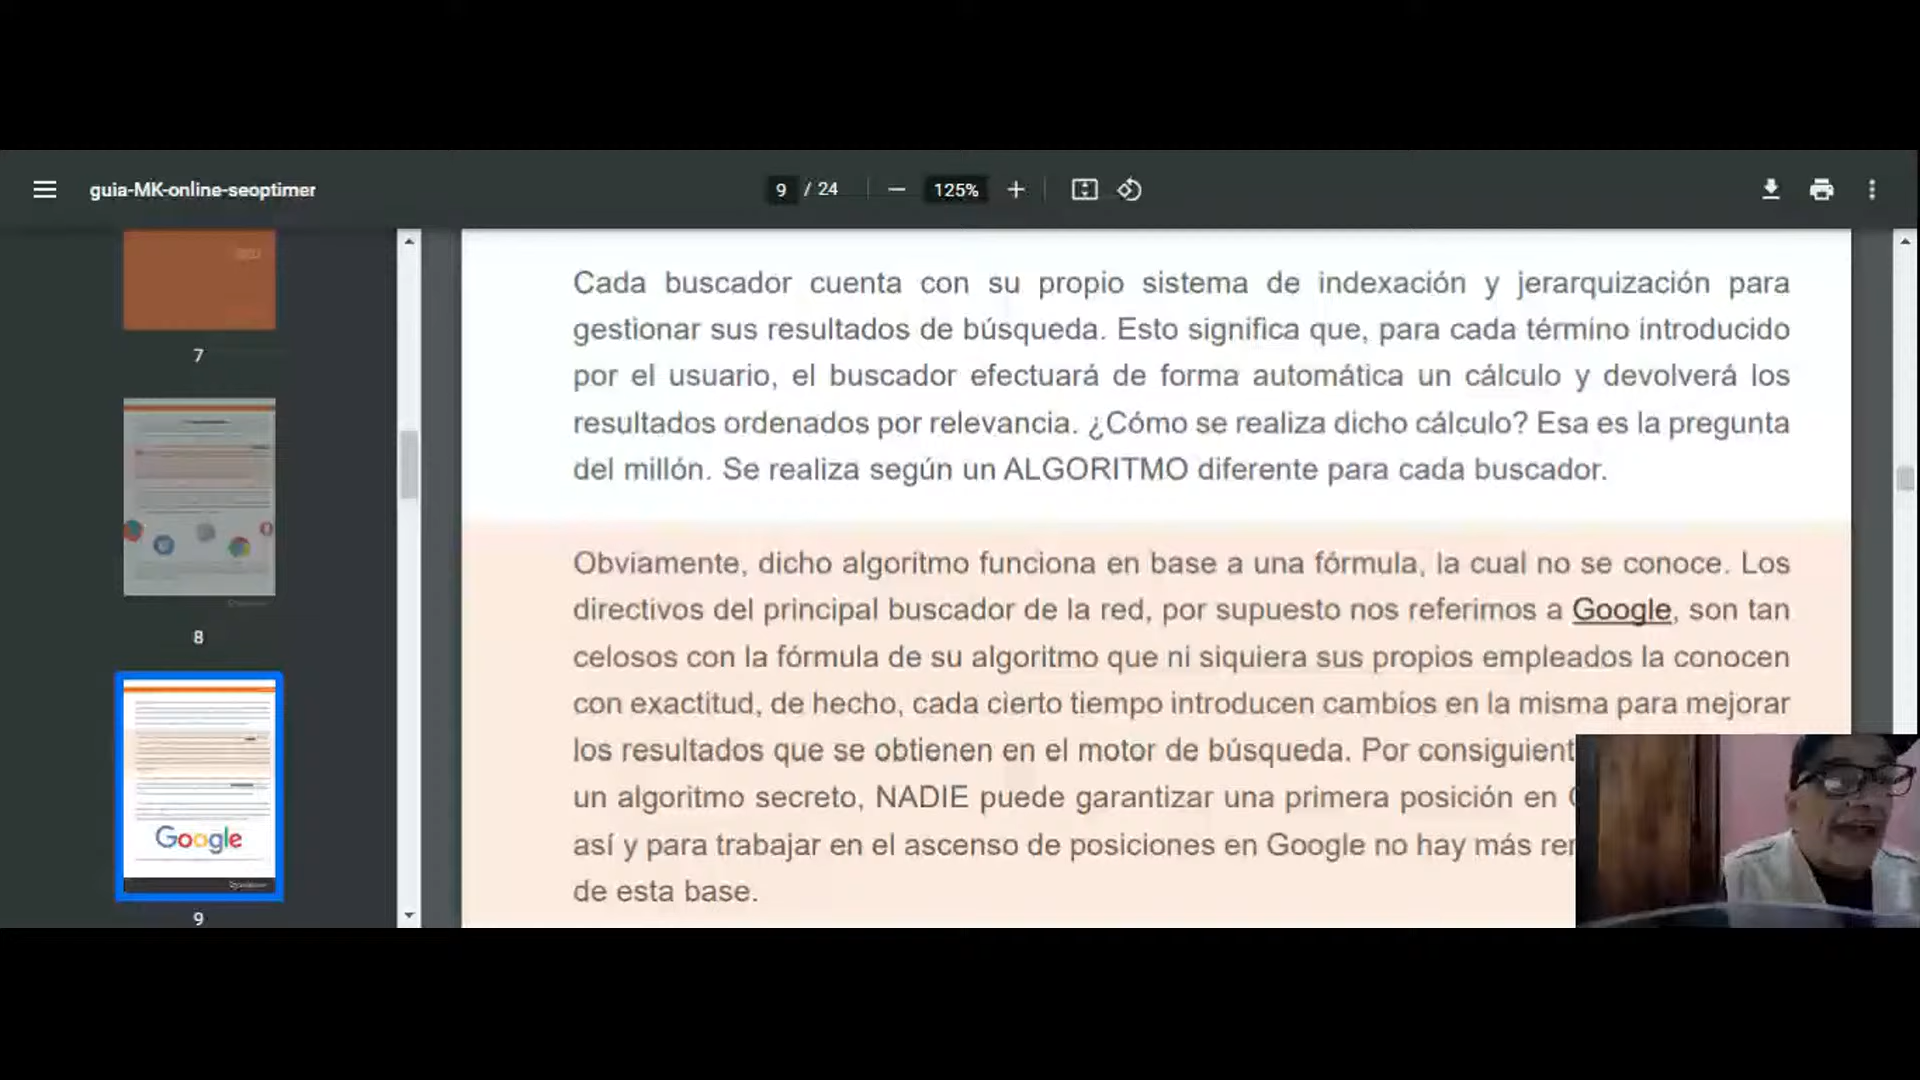 guia-MK-online-seoptimer
9 / 24
125%
7
8
Google
9
Cada buscador cuenta con su propio sistema de indexación y jerarquización para
gestionar sus resultados de búsqueda. Esto significa que, para cada término introducido
por el usuario, el buscador efectuará de forma automática un cálculo y devolverá los
resultados ordenados por relevancia. ¿Cómo se realiza dicho cálculo? Esa es la pregunta
del millón. Se realiza según un ALGORITMO diferente para cada buscador.
Obviamente, dicho algoritmo funciona en base a una fórmula, la cual no se conoce. Los
directivos del principal buscador de la red, por supuesto nos referimos a Google, son tan
celosos con la fórmula de su algoritmo que ni siquiera sus propios empleados la conocen
con exactitud, de hecho, cada cierto tiempo introducen cambios en la misma para mejorar
los resultados que se obtienen en el motor de búsqueda. Por consiguient
un algoritmo secreto, NADIE puede garantizar una primera posición en
así y para trabajar en el ascenso de posiciones en Google no hay más
de esta base.